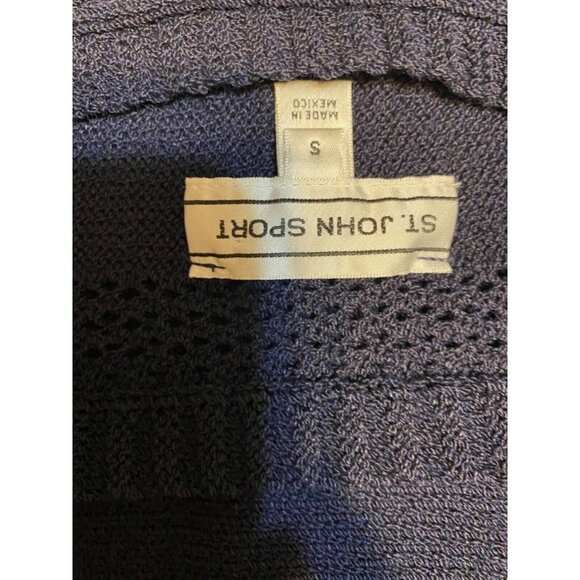 ST. JOHN SPORT
S
MADE IN
MEXICO